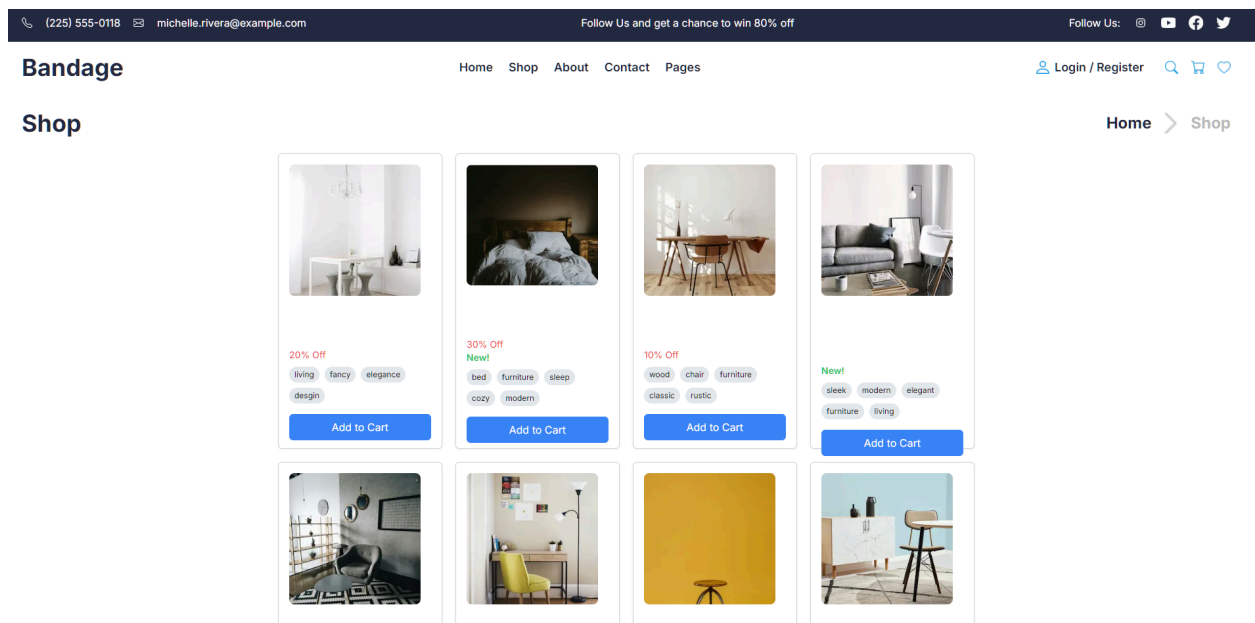 (225) 555-0118 michelle.rivera@example.com Follow Us and get a chance to win 80% off Follow Us:
Bandage Home Shop About Contact Pages Login / Register
Shop Home Shop
20% Off
living fancy elegance
desgin
Add to Cart
30% Off
New!
bed furniture sleep
cozy modern
Add to Cart
10% Off
wood chair furniture
classic rustic
Add to Cart
New!
sleek modern elegant
furniture living
Add to Cart